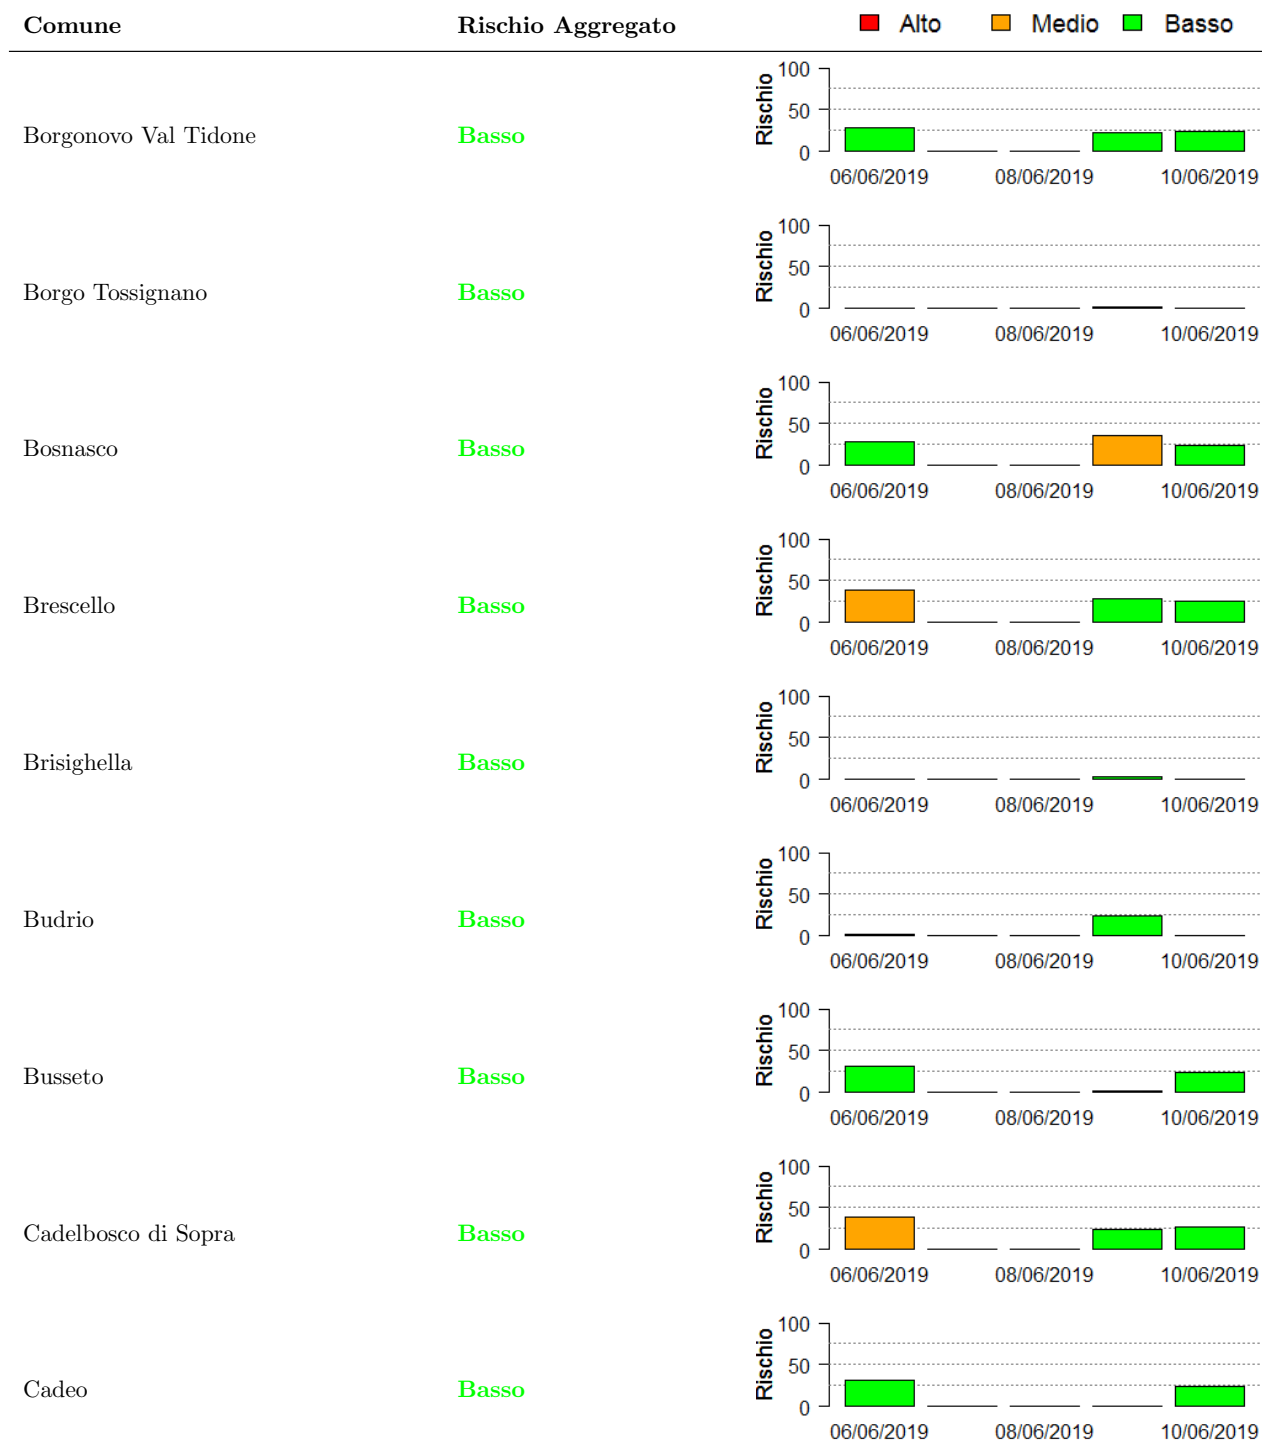 Comune Rischio Aggregato Alto Medio Basso
Borgonovo Val Tidone Basso Rischio 100 50 0
06/06/2019 08/06/2019 10/06/2019
Borgo Tossignano Basso Rischio 100 50 0
06/06/2019 08/06/2019 10/06/2019
Bosnasco Basso Rischio 100 50 0
06/06/2019 08/06/2019 10/06/2019
Brescello Basso Rischio 100 50 0
06/06/2019 08/06/2019 10/06/2019
Brisighella Basso Rischio 100 50 0
06/06/2019 08/06/2019 10/06/2019
Budrio Basso Rischio 100 50 0
06/06/2019 08/06/2019 10/06/2019
Busseto Basso Rischio 100 50 0
06/06/2019 08/06/2019 10/06/2019
Cadelbosco di Sopra Basso Rischio 100 50 0
06/06/2019 08/06/2019 10/06/2019
Cadeo Basso Rischio 100 50 0
06/06/2019 08/06/2019 10/06/2019